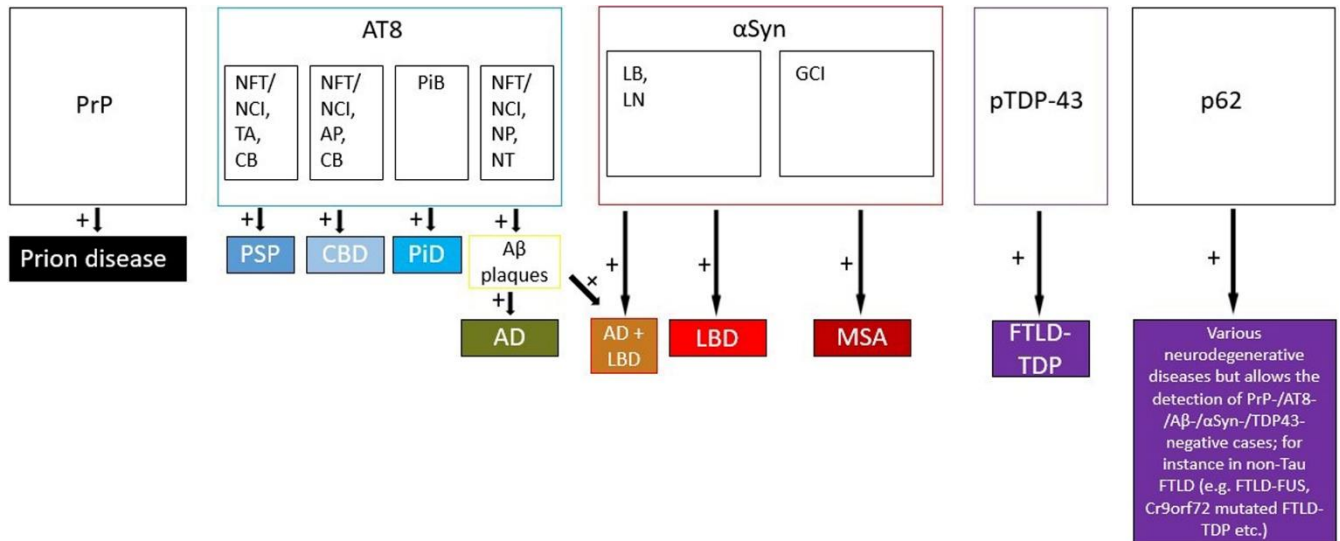 PrP
+
Prion disease
AT8
NFT/
NCI,
TA,
CB
NFT/
NCI,
AP,
CB
PiB
NFT/
NCI,
NP,
NT
+
+
+
+
PSP
CBD
PiD
Aβ
plaques
+
×
AD
αSyn
LB,
LN
GCI
+
+
+
AD +
LBD
LBD
MSA
pTDP-43
+
FTLD-
TDP
p62
+
Various
neurodegenerative
diseases but allows the
detection of PrP-/AT8-
/Aβ-/αSyn-/TDP43-
negative cases; for
instance in non-Tau
FTLD (e.g. FTLD-FUS,
Cr9orf72 mutated FTLD-
TDP etc.)